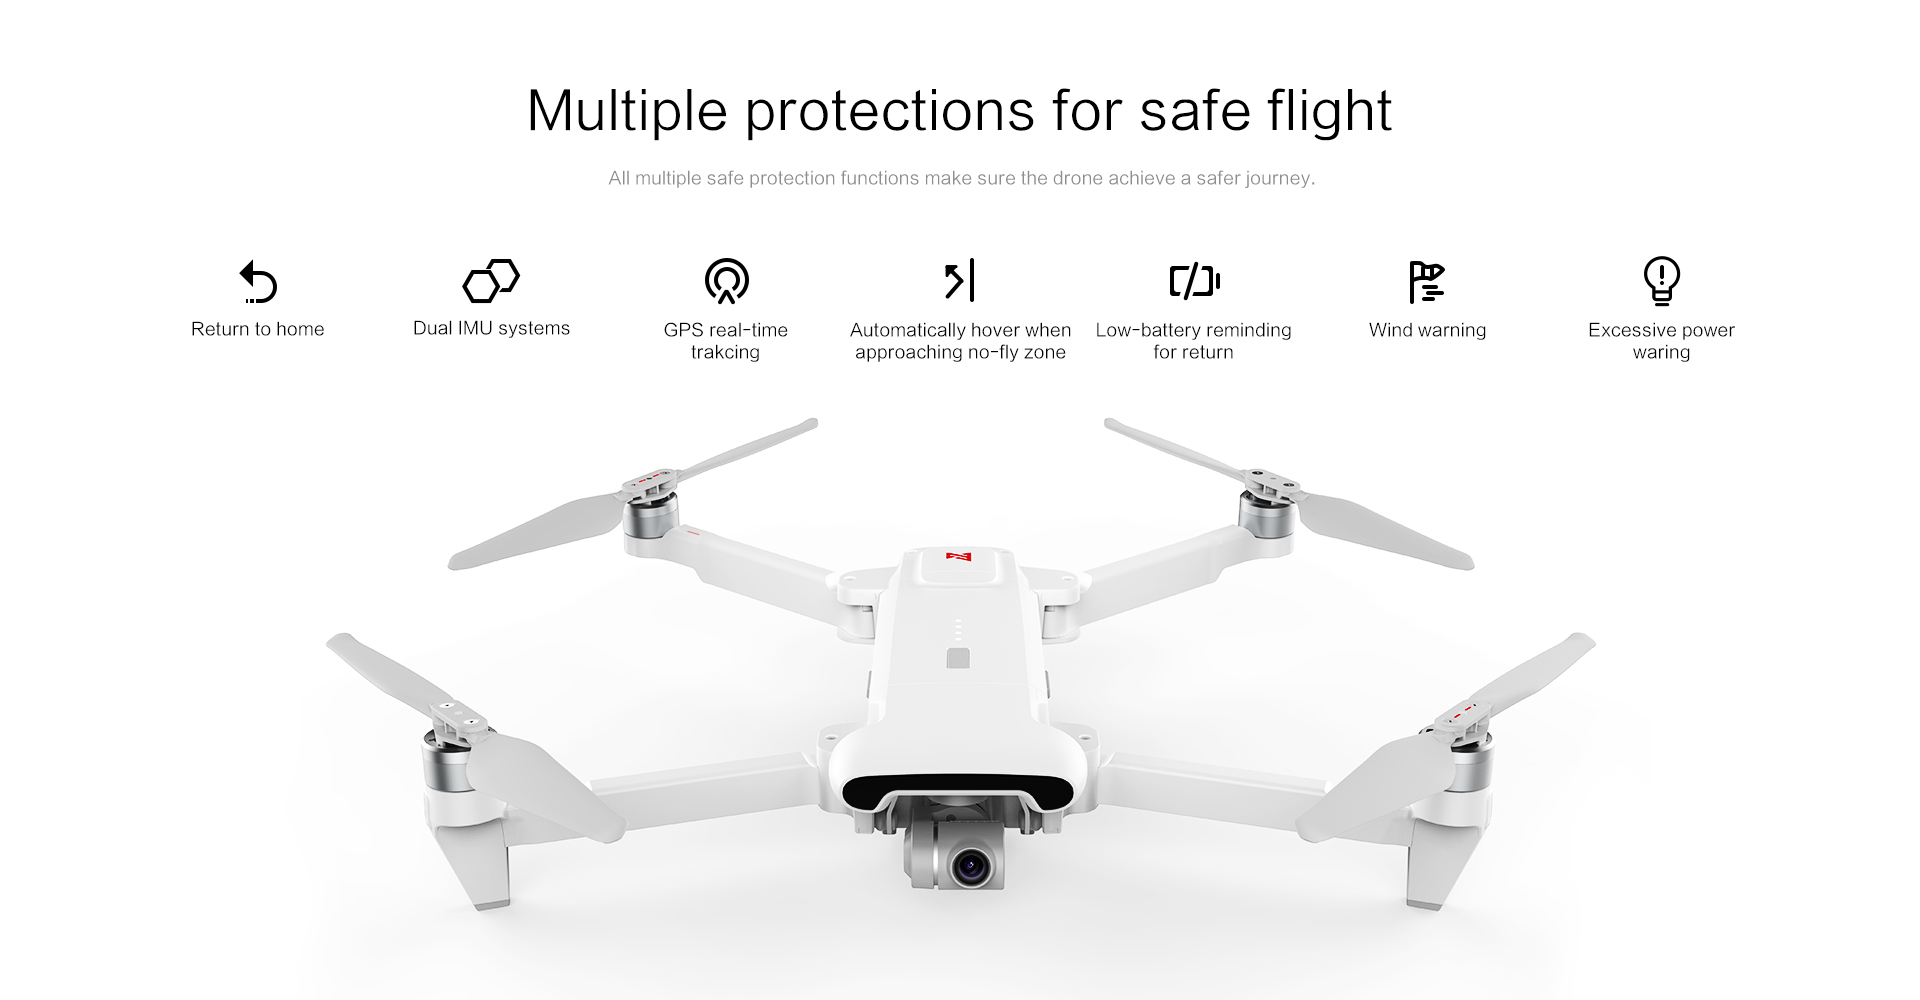 Multiple protections for safe flight
All multiple safe protection functions make sure the drone achieve a safer journey.
Return to home
Dual IMU systems
GPS real-time
trakcing
Automatically hover when
approaching no-fly zone
Low-battery reminding
for return
Wind warning
Excessive power
waring